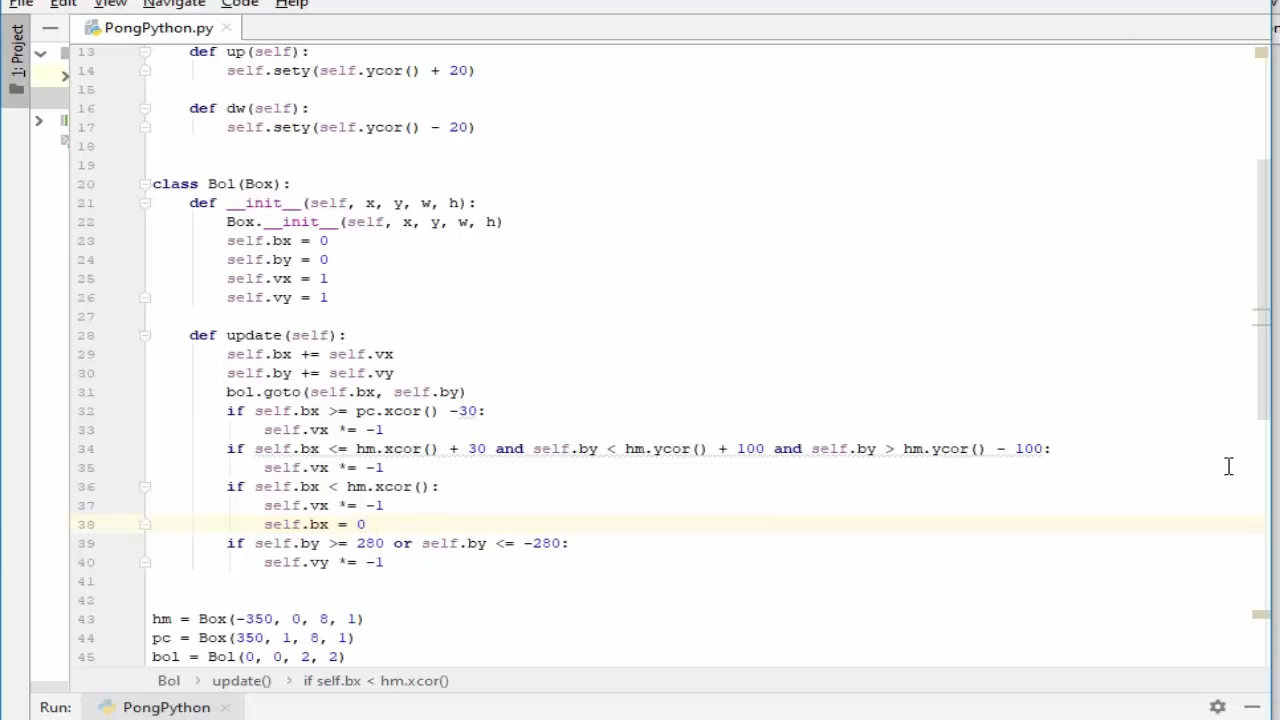 File Edit View Navigate Code Help
PongPython.py
1: Project
13 def up(self):
14 self.sety(self.ycor() + 20)
15
16 def dw(self):
17 self.sety(self.ycor() - 20)
18
19
20 class Bol(Box):
21 def __init__(self, x, y, w, h):
22 Box.__init__(self, x, y, w, h)
23 self.bx = 0
24 self.by = 0
25 self.vx = 1
26 self.vy = 1
27
28 def update(self):
29 self.bx += self.vx
30 self.by += self.vy
31 bol.goto(self.bx, self.by)
32 if self.bx >= pc.xcor() -30:
33 self.vx *= -1
34 if self.bx <= hm.xcor() + 30 and self.by < hm.ycor() + 100 and self.by > hm.ycor() - 100:
35 self.vx *= -1
36 if self.bx < hm.xcor():
37 self.vx *= -1
38 self.bx = 0
39 if self.by >= 280 or self.by <= -280:
40 self.vy *= -1
41
42
43 hm = Box(-350, 0, 8, 1)
44 pc = Box(350, 1, 8, 1)
45 bol = Bol(0, 0, 2, 2)
Bol › update() › if self.bx < hm.xcor()
Run: PongPython